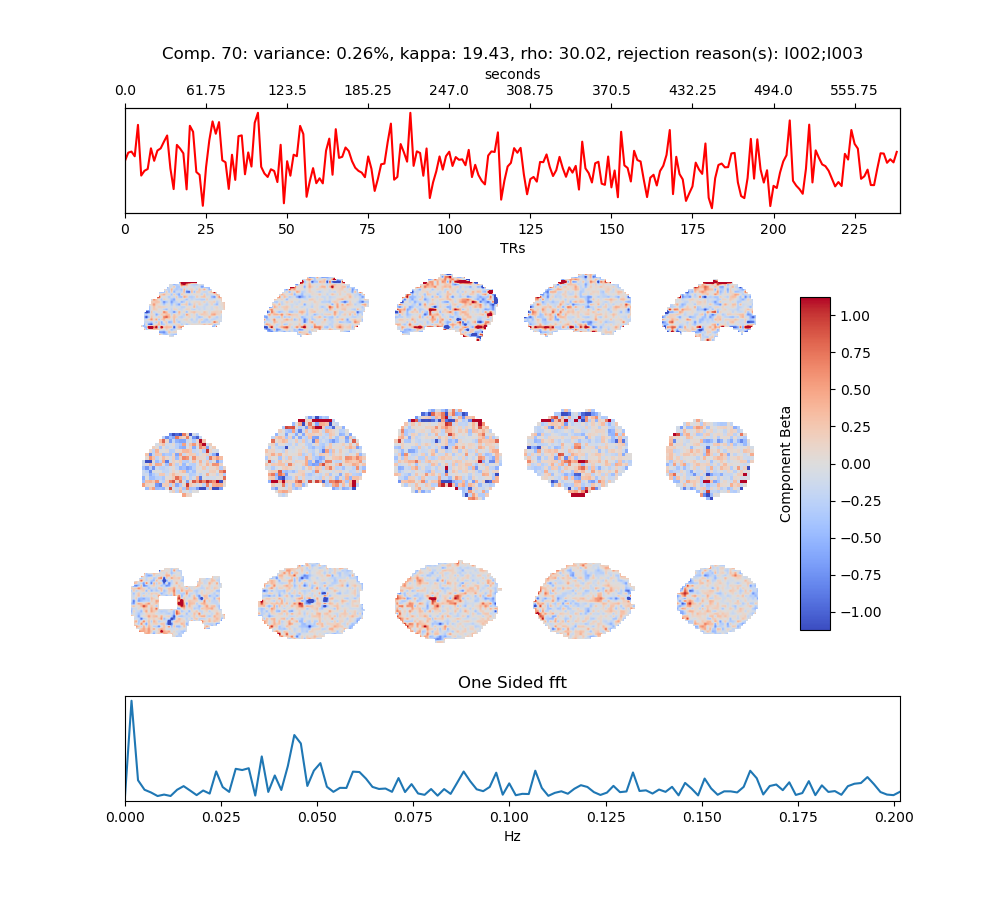 Comp. 70: variance: 0.26%, kappa: 19.43, rho: 30.02, rejection reason(s): I002;I003
seconds
0.0 61.75 123.5 185.25 247.0 308.75 370.5 432.25 494.0 555.75
0 25 50 75 100 125 150 175 200 225
TRs
1.00
0.75
0.50
0.25
0.00
−0.25
−0.50
−0.75
−1.00
Component Beta
One Sided fft
0.000 0.025 0.050 0.075 0.100 0.125 0.150 0.175 0.200
Hz